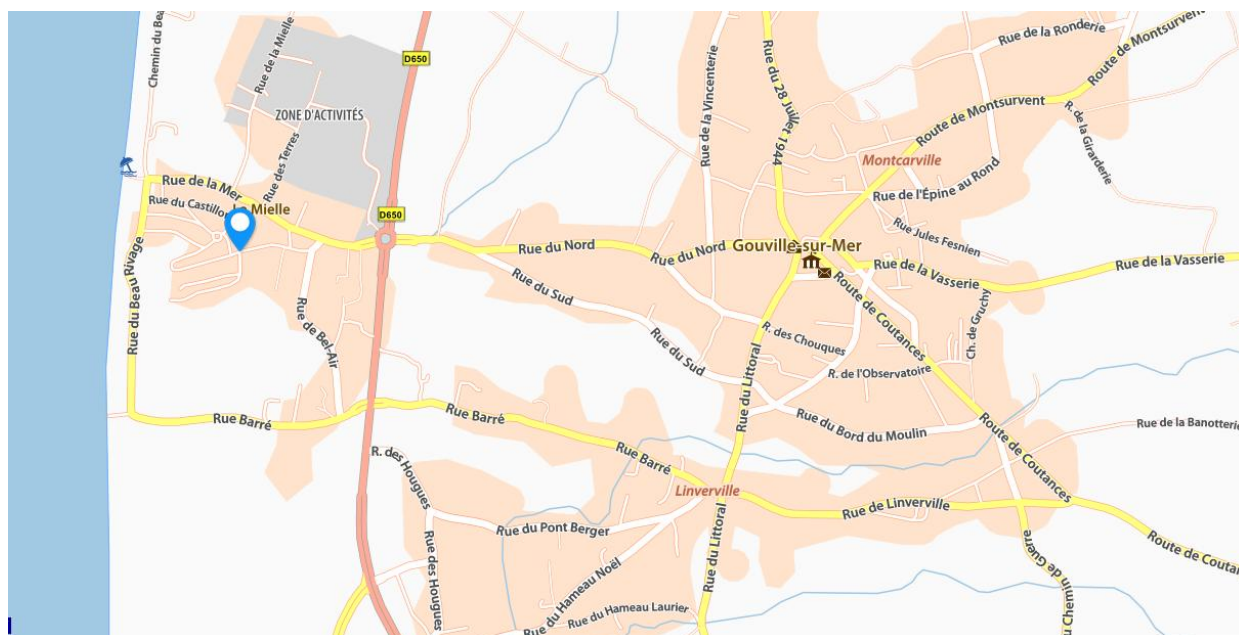 Chemin du Beau
Rue de la Mielle
D650
ZONE D'ACTIVITÉS
Rue des Terres
Rue de la Mer
Rue du Castillon
La Mielle
D650
Rue du Beau Rivage
Rue de Bel-Air
Rue Barré
Rue du Nord
Rue du Nord
Rue du Sud
Rue du Sud
Rue de la Vincenterie
Rue du 28 Juillet 1944
Rue de la Ronderie
Route de Montsurvent
Route de Montsurvent
R. de la Girarderie
Montcarville
Rue de l'Épine au Rond
Rue Jules Fesnien
Gouville-sur-Mer
Rue de la Vasserie
Rue de la Vasserie
Route de Coutances
Ch. de Gruchy
R. des Chouques
R. de l'Observatoire
Rue du Littoral
Rue du Bord du Moulin
Route de Coutances
Rue de la Banotterie
Rue Barré
Rue Barré
Linverville
Rue de Linverville
R. des Hougues
Rue du Pont Berger
Rue des Hougues
Rue du Hameau Noël
Rue du Hameau Laurier
Rue du Littoral
u Chemin de Guerre
Route de Coutan